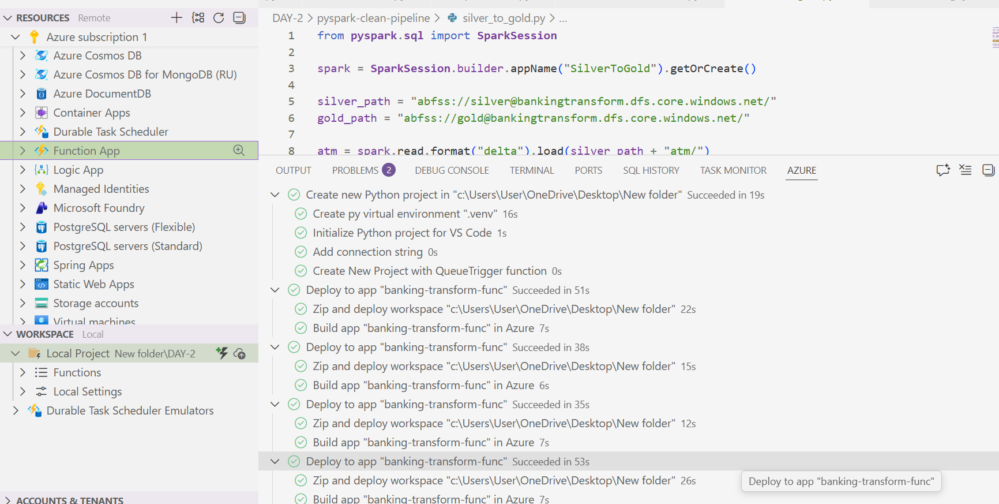 RESOURCES Remote
Azure subscription 1
Azure Cosmos DB
Azure Cosmos DB for MongoDB (RU)
Azure DocumentDB
Container Apps
Durable Task Scheduler
Function App
Logic App
Managed Identities
Microsoft Foundry
PostgreSQL servers (Flexible)
PostgreSQL servers (Standard)
Spring Apps
Static Web Apps
Storage accounts
Virtual machines
WORKSPACE Local
Local Project New folder\DAY-2
Functions
Local Settings
Durable Task Scheduler Emulators
ACCOUNTS & TENANTS
DAY-2 > pyspark-clean-pipeline > silver_to_gold.py > ...
1 from pyspark.sql import SparkSession
2
3 spark = SparkSession.builder.appName("SilverToGold").getOrCreate()
4
5 silver_path = "abfss://silver@bankingtransform.dfs.core.windows.net/"
6 gold_path = "abfss://gold@bankingtransform.dfs.core.windows.net/"
7
8 atm = spark.read.format("delta").load(silver_path + "atm/")
OUTPUT PROBLEMS 2 DEBUG CONSOLE TERMINAL PORTS SQL HISTORY TASK MONITOR AZURE
Create new Python project in "c:\Users\User\OneDrive\Desktop\New folder" Succeeded in 19s
Create py virtual environment ".venv" 16s
Initialize Python project for VS Code 1s
Add connection string 0s
Create New Project with QueueTrigger function 0s
Deploy to app "banking-transform-func" Succeeded in 51s
Zip and deploy workspace "c:\Users\User\OneDrive\Desktop\New folder" 22s
Build app "banking-transform-func" in Azure 7s
Deploy to app "banking-transform-func" Succeeded in 38s
Zip and deploy workspace "c:\Users\User\OneDrive\Desktop\New folder" 15s
Build app "banking-transform-func" in Azure 6s
Deploy to app "banking-transform-func" Succeeded in 35s
Zip and deploy workspace "c:\Users\User\OneDrive\Desktop\New folder" 12s
Build app "banking-transform-func" in Azure 7s
Deploy to app "banking-transform-func" Succeeded in 53s
Zip and deploy workspace "c:\Users\User\OneDrive\Desktop\New folder" 26s
Deploy to app "banking-transform-func"
Build app "banking-transform-func" in Azure 7s